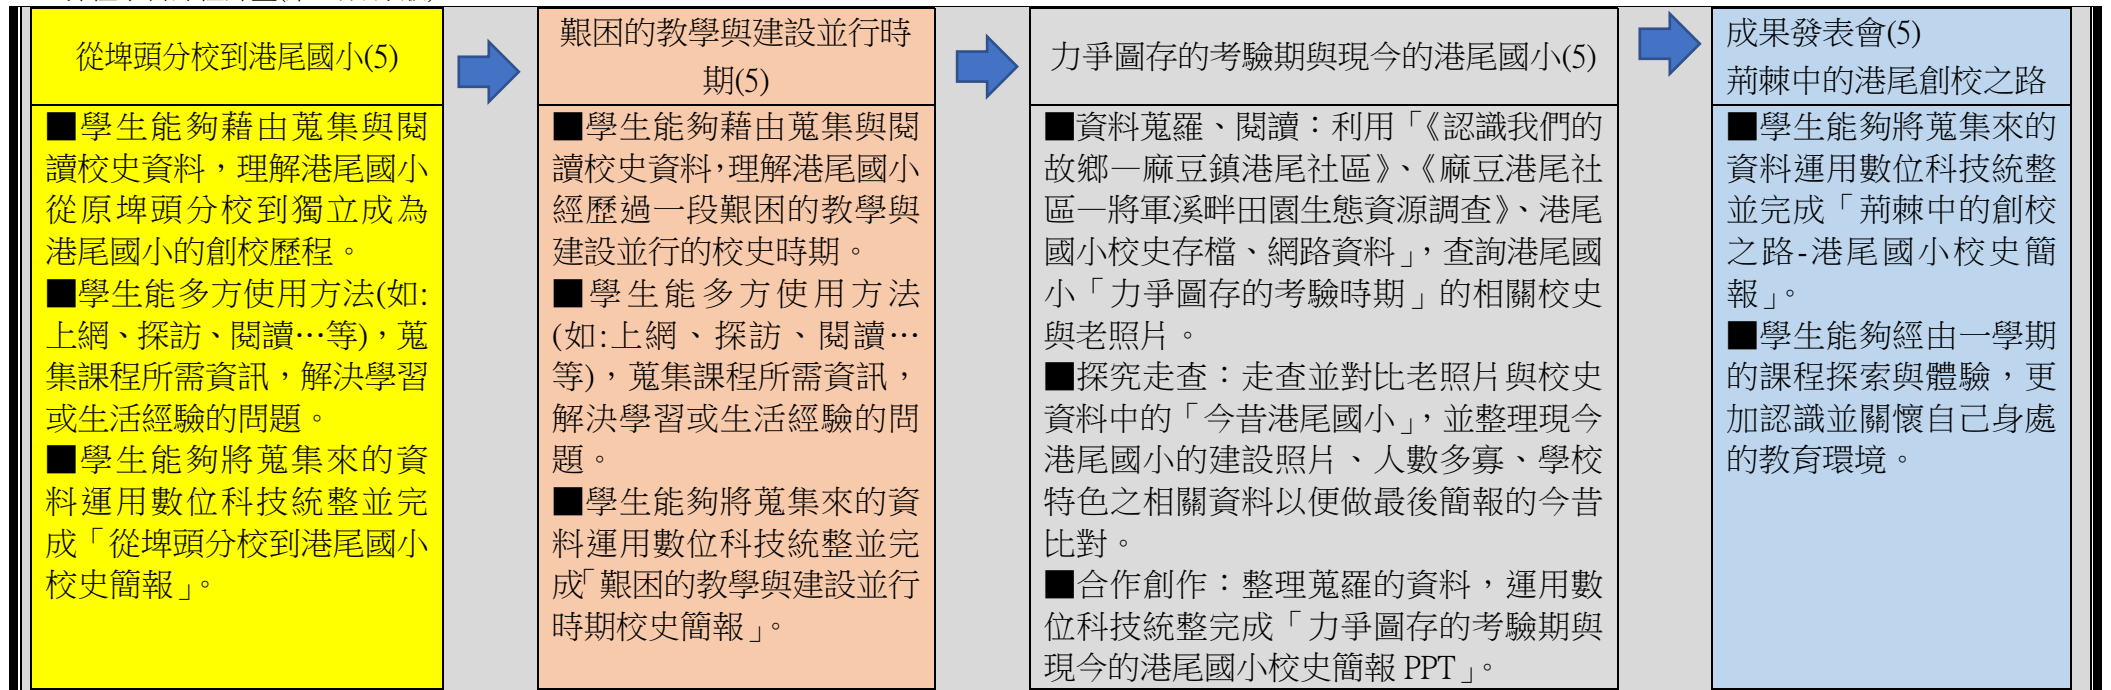 從埤頭分校到港尾國小(5)
■學生能夠藉由蒐集與閱
讀校史資料，理解港尾國小
從原埤頭分校到獨立成為
港尾國小的創校歷程。
■學生能多方使用方法(如:
上網、探訪、閱讀…等)，蒐
集課程所需資訊，解決學習
或生活經驗的問題。
■學生能夠將蒐集來的資
料運用數位科技統整並完
成「從埤頭分校到港尾國小
校史簡報」。
艱困的教學與建設並行時
期(5)
■學生能夠藉由蒐集與閱
讀校史資料，理解港尾國小
經歷過一段艱困的教學與
建設並行的校史時期。
■學生能多方使用方法
(如:上網、探訪、閱讀…
等)，蒐集課程所需資訊，
解決學習或生活經驗的問
題。
■學生能夠將蒐集來的資
料運用數位科技統整並完
成「艱困的教學與建設並行
時期校史簡報」。
力爭圖存的考驗期與現今的港尾國小(5)
■資料蒐羅、閱讀：利用「《認識我們的
故鄉—麻豆鎮港尾社區》、《麻豆港尾社
區—將軍溪畔田園生態資源調查》、港尾
國小校史存檔、網路資料」，查詢港尾國
小「力爭圖存的考驗時期」的相關校史
與老照片。
■探究走查：走查並對比老照片與校史
資料中的「今昔港尾國小」，並整理現今
港尾國小的建設照片、人數多寡、學校
特色之相關資料以便做最後簡報的今昔
比對。
■合作創作：整理蒐羅的資料，運用數
位科技統整完成「力爭圖存的考驗期與
現今的港尾國小校史簡報 PPT」。
成果發表會(5)
荊棘中的港尾創校之路
■學生能夠將蒐集來的
資料運用數位科技統整
並完成「荊棘中的創校
之路-港尾國小校史簡
報」。
■學生能夠經由一學期
的課程探索與體驗，更
加認識並關懷自己身處
的教育環境。